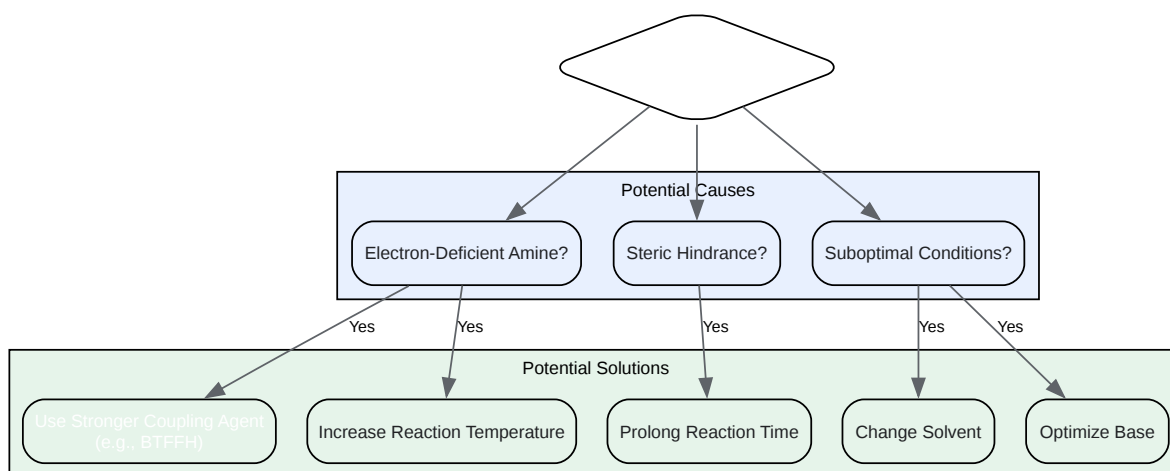 Potential Causes
Electron-Deficient Amine?
Steric Hindrance?
Suboptimal Conditions?
Yes
Yes
Yes
Yes
Yes
Potential Solutions
Use Stronger Coupling Agent
(e.g., BTFFH)
Increase Reaction Temperature
Prolong Reaction Time
Change Solvent
Optimize Base